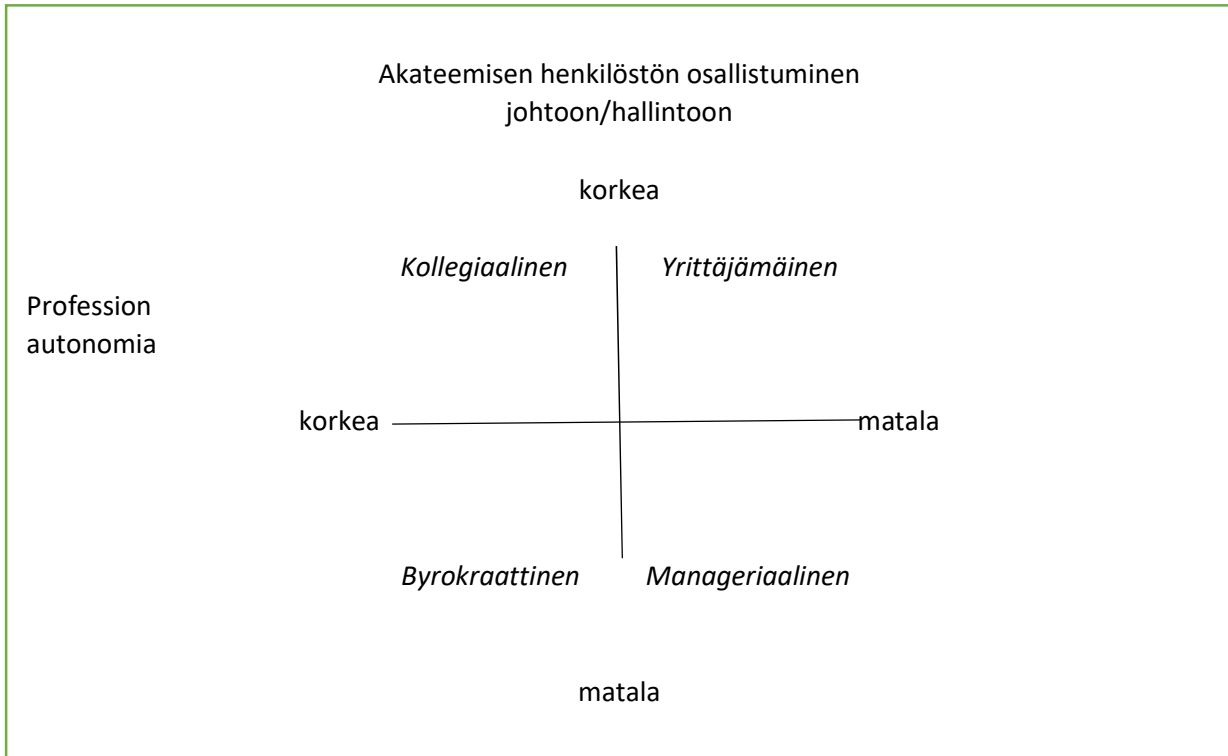 Akateemisen henkilöstön osallistuminen
johtoon/hallintoon
korkea
Kollegiaalinen
Yrittäjämäinen
Profession
autonomia
korkea
matala
Byrokraattinen
Manageriaalinen
matala